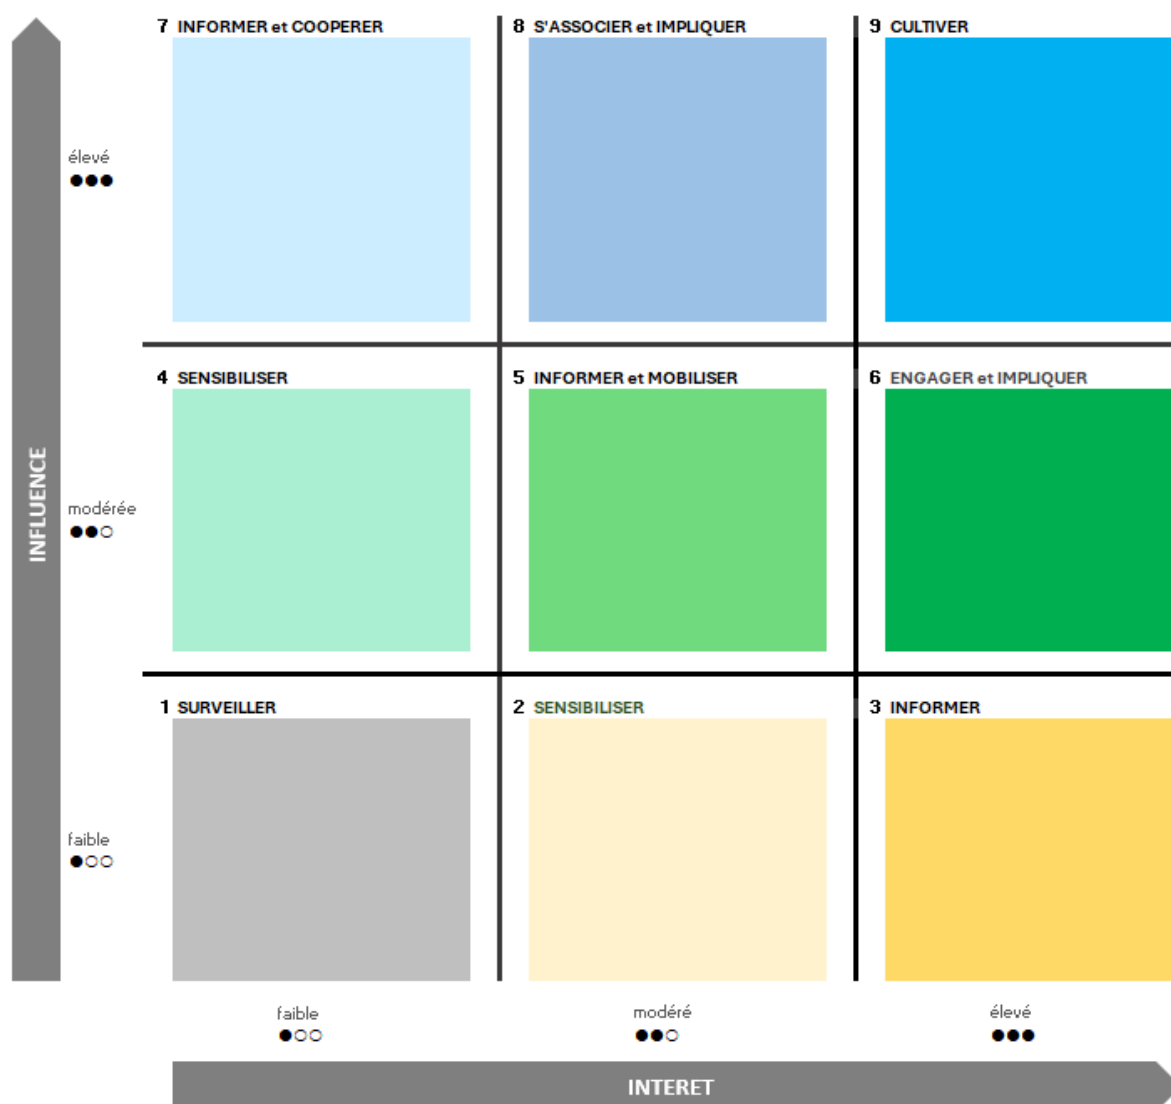 7 INFORMER et COOPERER
8 S'ASSOCIER et IMPLIQUER
9 CULTIVER
élevé
●●●
4 SENSIBILISER
5 INFORMER et MOBILISER
6 ENGAGER et IMPLIQUER
INFLUENCE
modérée
●●○
1 SURVEILLER
2 SENSIBILISER
3 INFORMER
faible
●○○
faible
●○○
modéré
●●○
élevé
●●●
INTERET